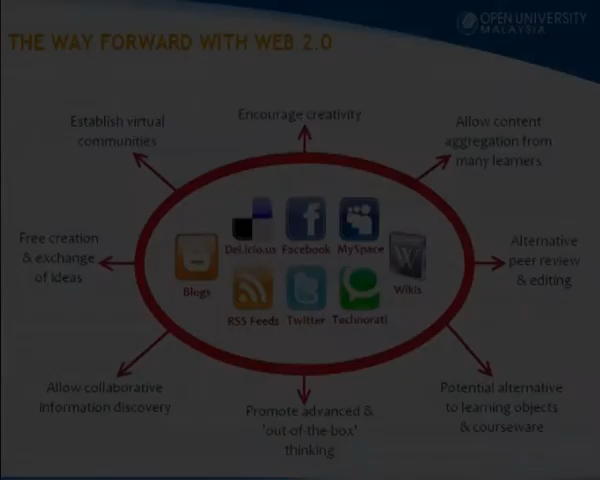 OPEN UNIVERSITY
MALAYSIA
THE WAY FORWARD WITH WEB 2.0
Encourage creativity
Establish virtual
communities
Allow content
aggregation from
many learners
Free creation
& exchange
of ideas
Del.icio.us
Facebook
MySpace
Blogs
W
Wikis
RSS Feeds
Twitter
Technorati
Alternative
peer review
& editing
Allow collaborative
information discovery
Promote advanced &
'out-of-the box'
thinking
Potential alternative
to learning objects
& courseware